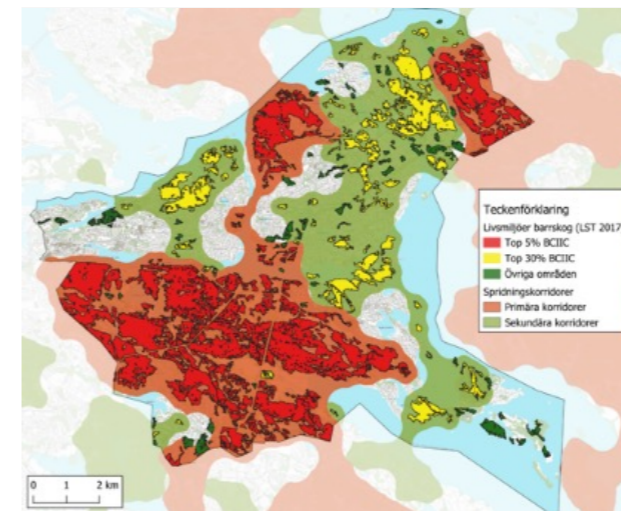 Teckenförklaring
Livsmiljöer barrskog (LST 2017
Top 5% BCIIC
Top 30% BCIIC
Övriga områden
Spridningskorridorer
Primära korridorer
Sekundära korridorer
0 1 2 km